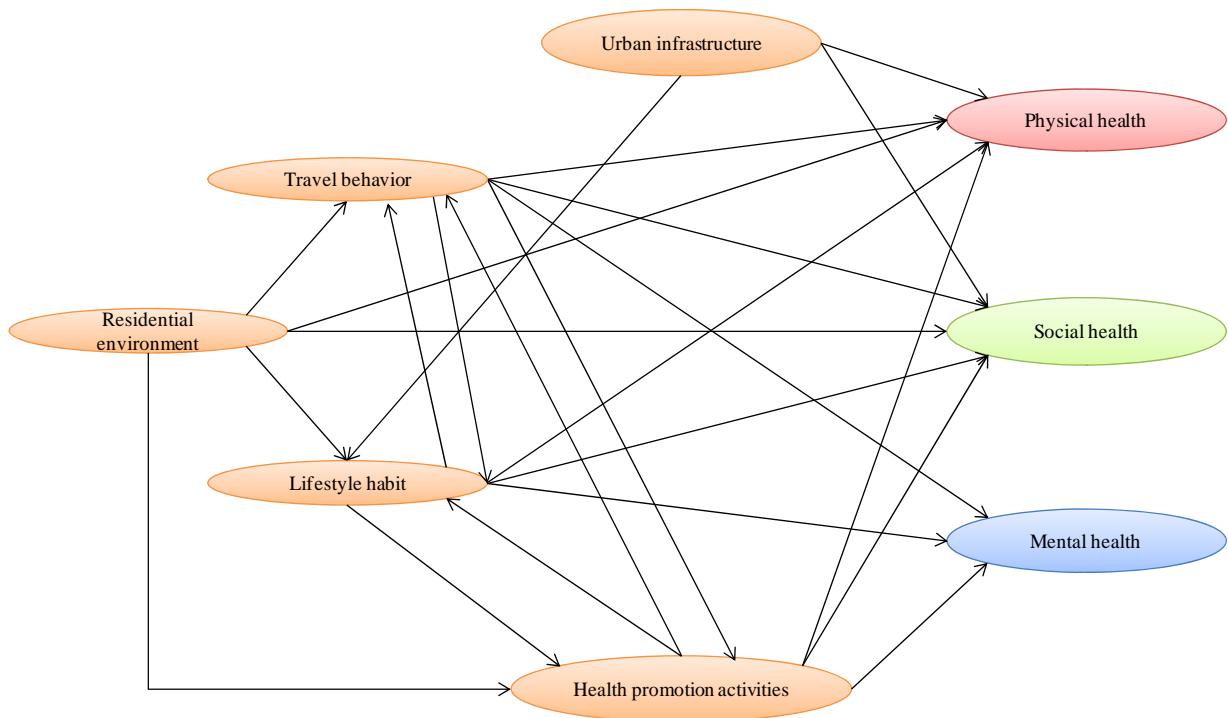 Urban infrastructure
Physical health
Travel behavior
Residential
environment
Social health
Lifestyle habit
Mental health
Health promotion activities